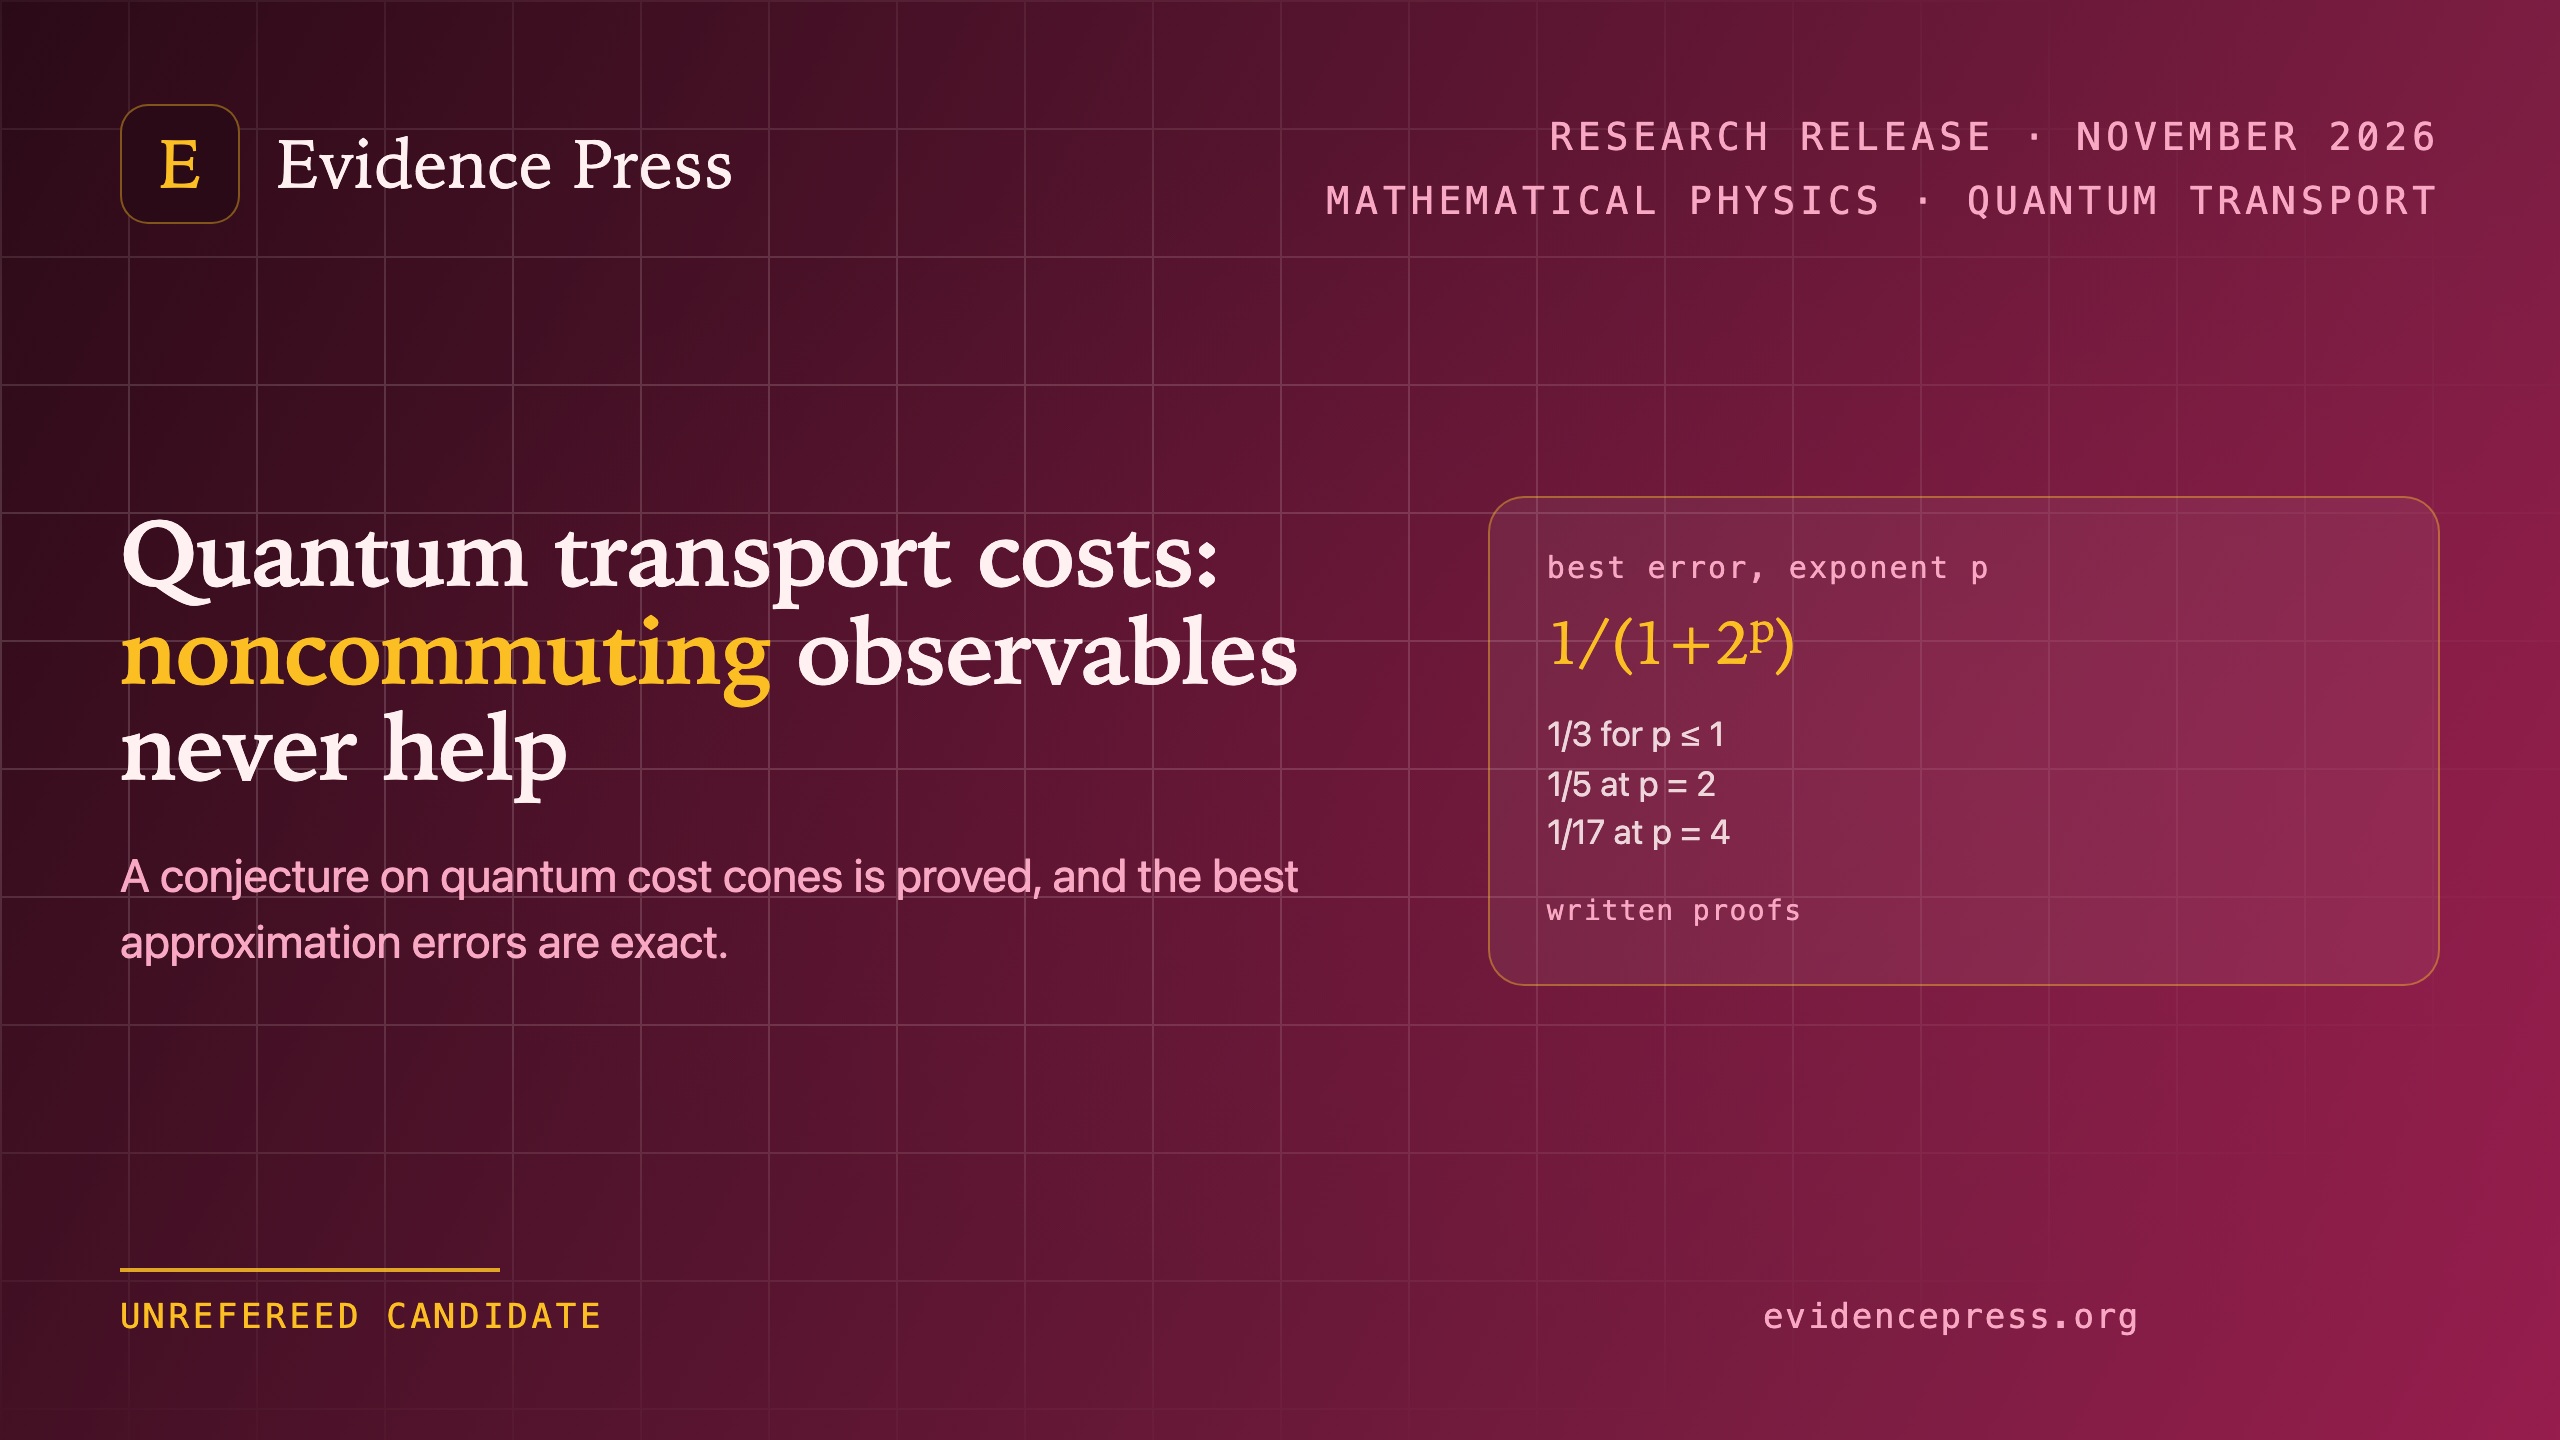 E Evidence Press
RESEARCH RELEASE · NOVEMBER 2026
MATHEMATICAL PHYSICS · QUANTUM TRANSPORT
Quantum transport costs:
noncommuting observables
never help
A conjecture on quantum cost cones is proved, and the best
approximation errors are exact.
best error, exponent p
1/(1+2ᵖ)
1/3 for p ≤ 1
1/5 at p = 2
1/17 at p = 4
written proofs
UNREFEREED CANDIDATE
evidencepress.org